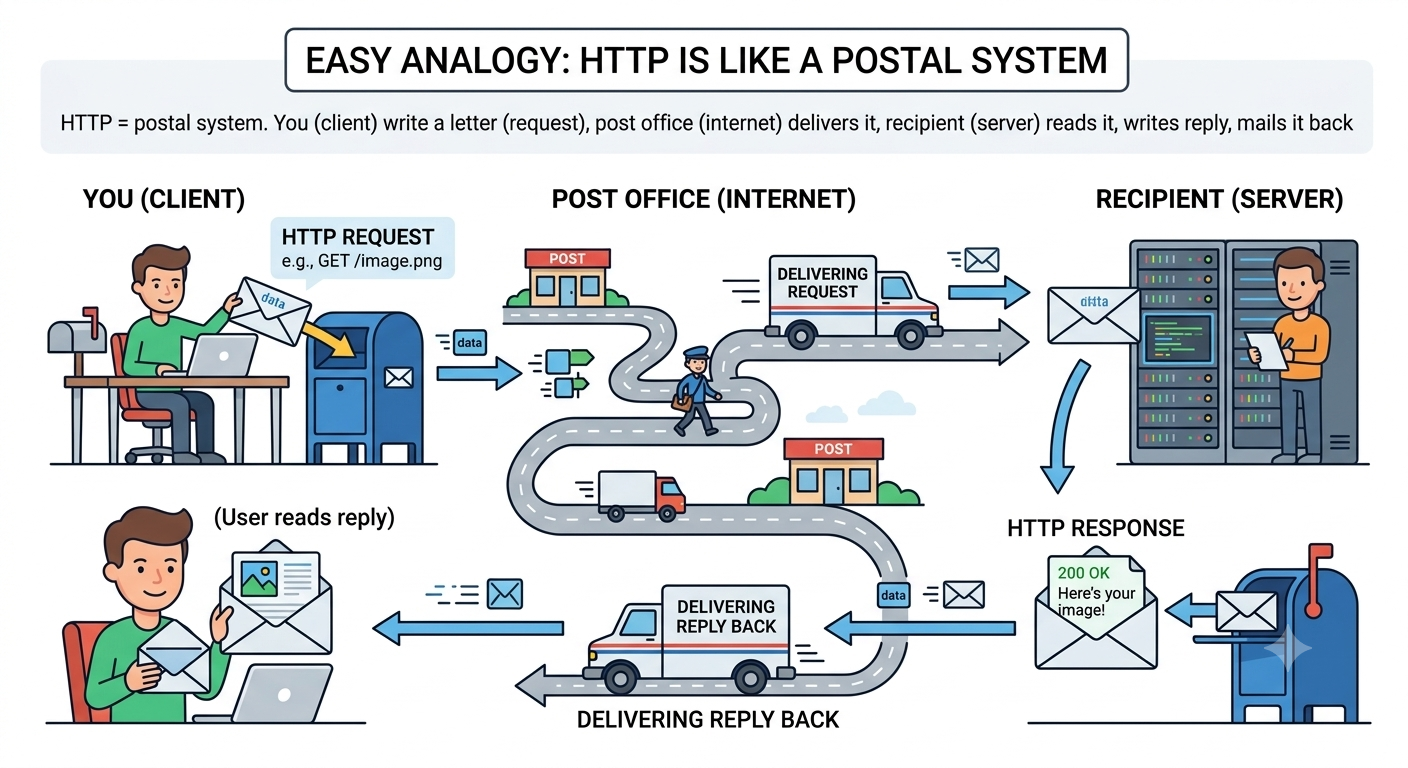 EASY ANALOGY: HTTP IS LIKE A POSTAL SYSTEM
HTTP = postal system. You (client) write a letter (request), post office (internet) delivers it, recipient (server) reads it, writes reply, mails it back
YOU (CLIENT)
HTTP REQUEST
e.g., GET /image.png
data
data
POST OFFICE (INTERNET)
POST
DELIVERING
REQUEST
POST
RECIPIENT (SERVER)
HTTP RESPONSE
200 OK
Here's your
image!
data
DELIVERING
REPLY BACK
DELIVERING REPLY BACK
(User reads reply)